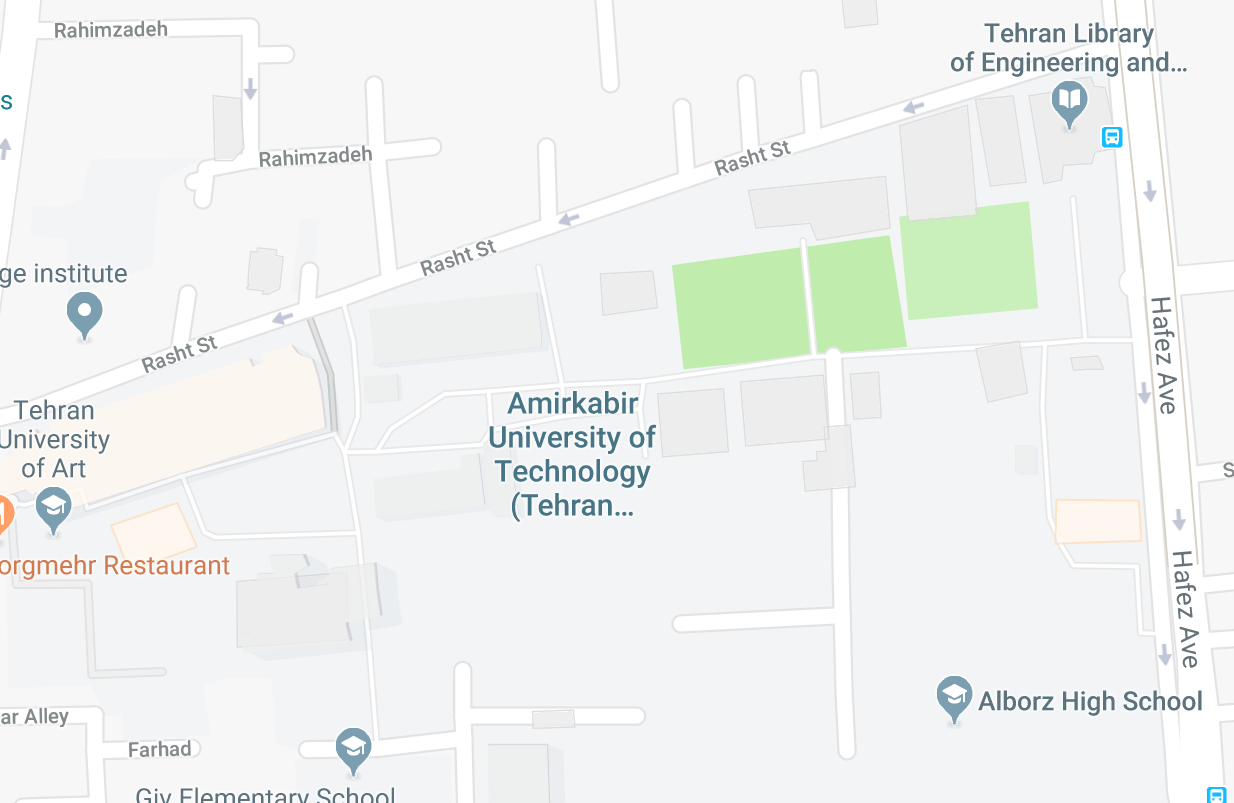 Rahimzadeh
Tehran Library
of Engineering and...
s
Rahimzadeh
Rasht St
Rasht St
ge institute
Rasht St
Hafez Ave
Tehran
University
of Art
Amirkabir
University of
Technology
(Tehran...
S
orgmehr Restaurant
Hafez Ave
Alborz High School
ar Alley
Farhad
Giv Elementary School